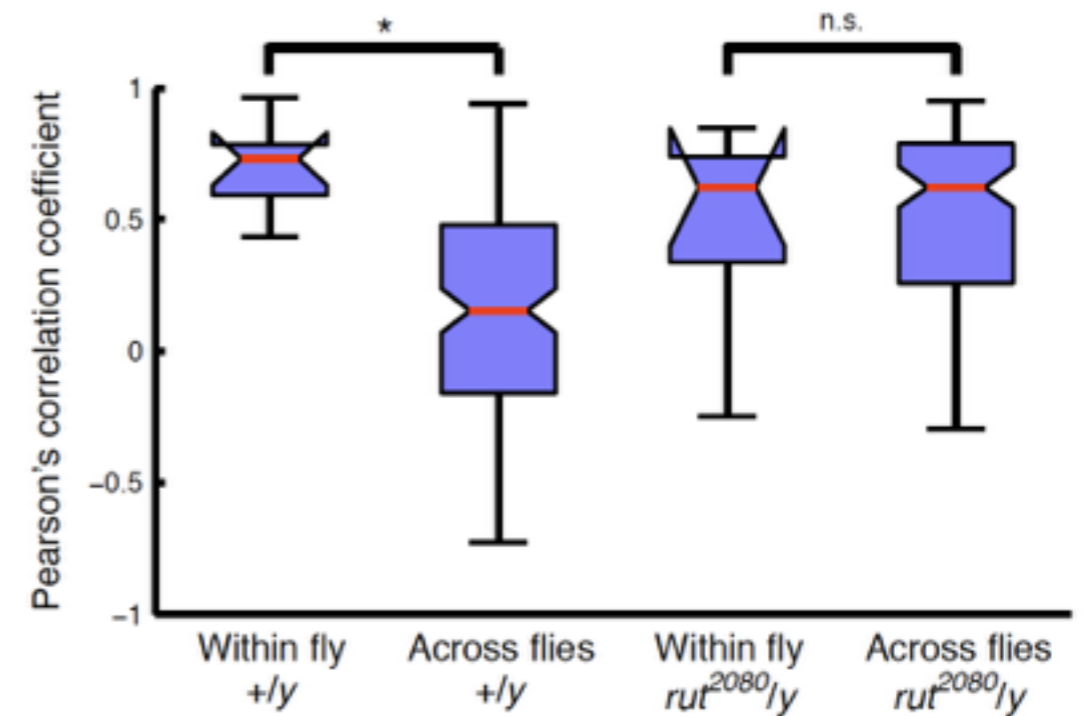 * n.s.
Pearson's correlation coefficient
1
0.5
0
−0.5
−1
Within fly Across flies Within fly Across flies
+/y +/y rut²⁰⁸⁰/y rut²⁰⁸⁰/y